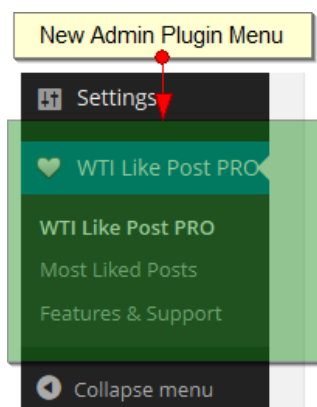 New Admin Plugin Menu
Settings
WTI Like Post PRO
WTI Like Post PRO
Most Liked Posts
Features & Support
Collapse menu